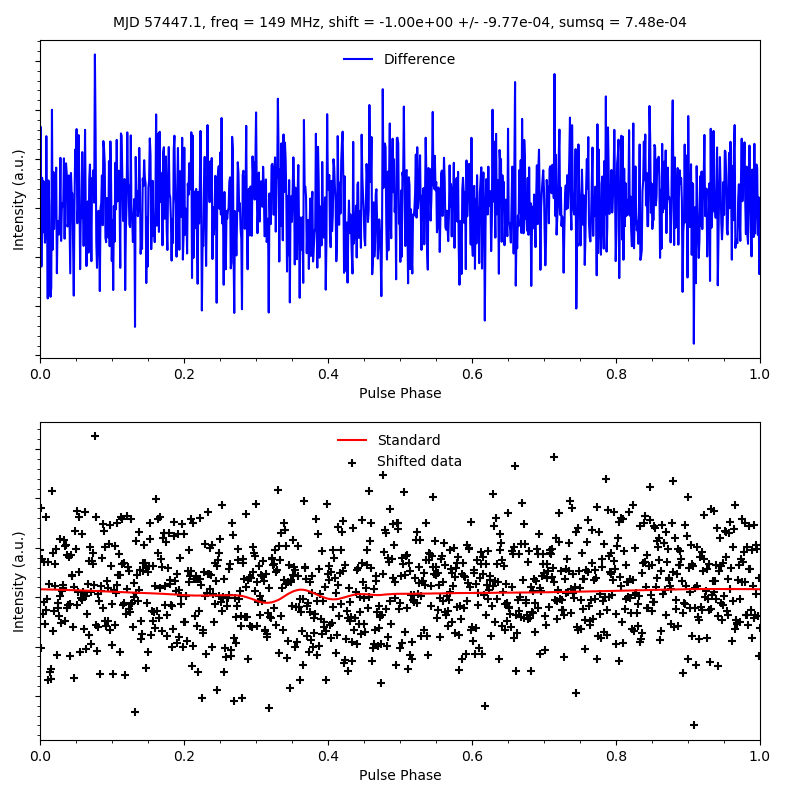 MJD 57447.1, freq = 149 MHz, shift = -1.00e+00 +/- -9.77e-04, sumsq = 7.48e-04
Difference
Intensity (a.u.)
0.0 0.2 0.4 0.6 0.8 1.0
Pulse Phase
Standard
Shifted data
Intensity (a.u.)
0.0 0.2 0.4 0.6 0.8 1.0
Pulse Phase